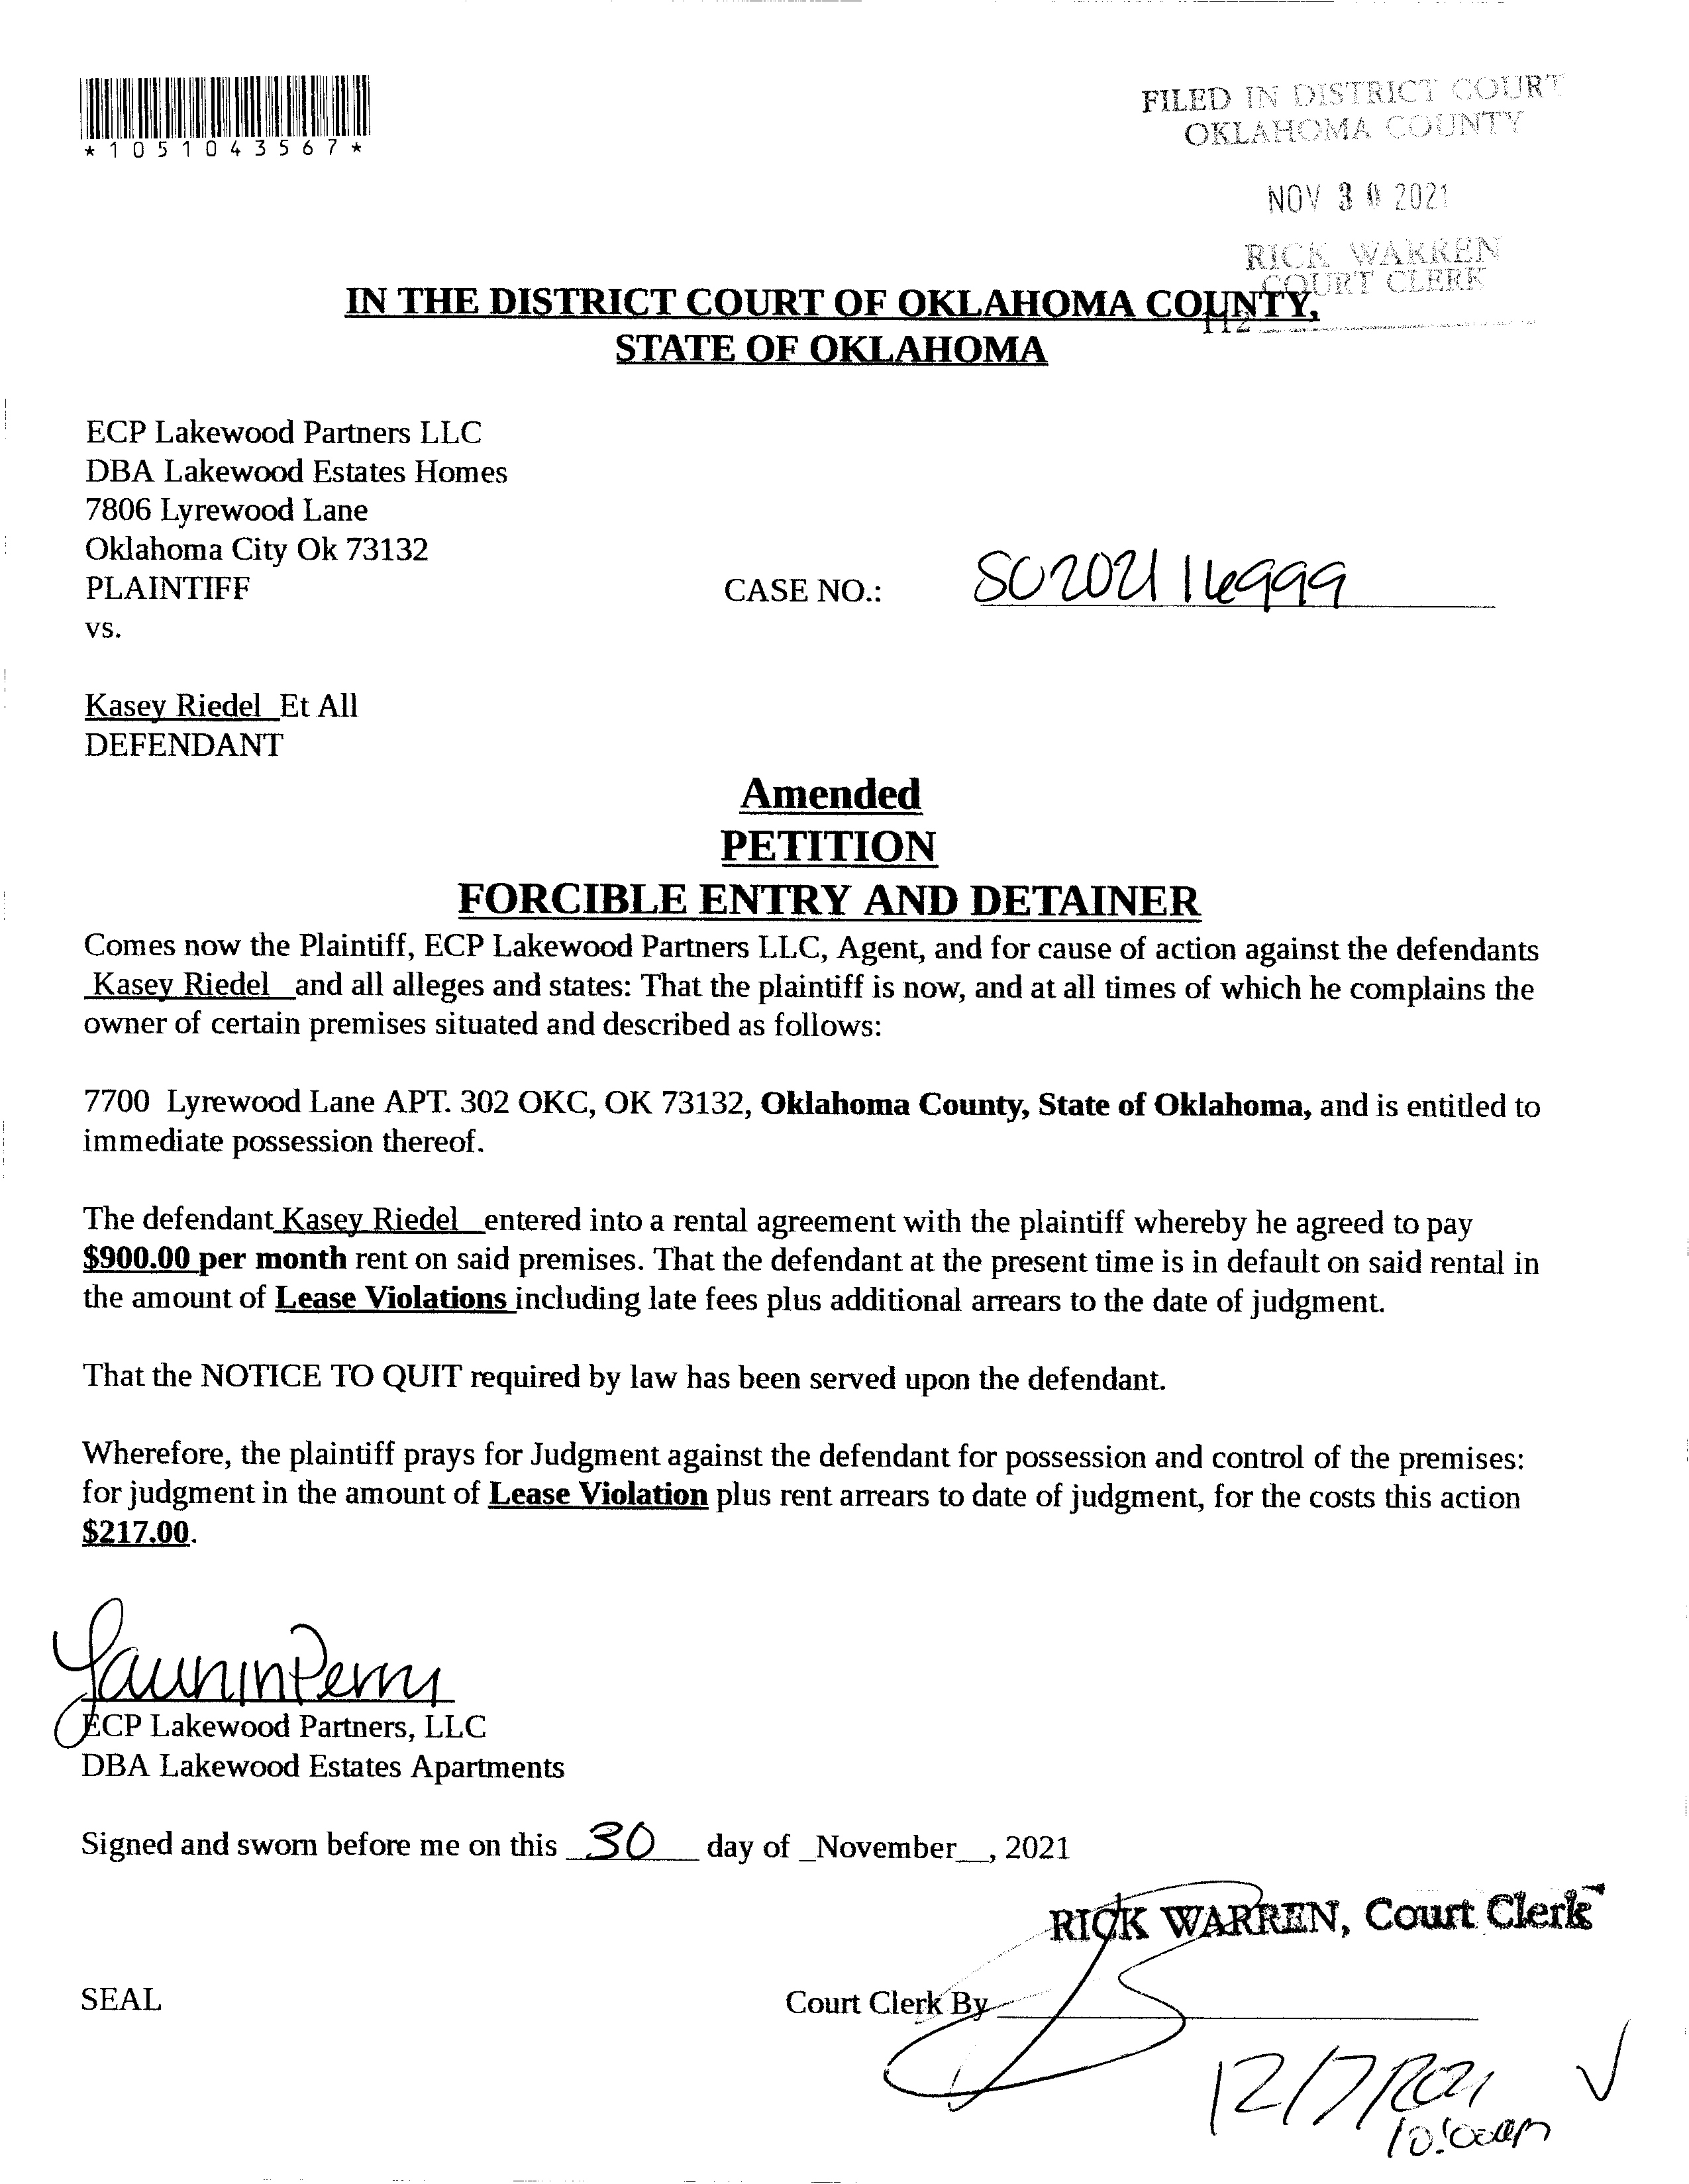 *1051043567*
FILED IN DISTRICT COURT
OKLAHOMA COUNTY
NOV 30 2021
RICK WARREN
COURT CLERK
112
IN THE DISTRICT COURT OF OKLAHOMA COUNTY,
STATE OF OKLAHOMA
ECP Lakewood Partners LLC
DBA Lakewood Estates Homes
7806 Lyrewood Lane
Oklahoma City Ok 73132
PLAINTIFF
CASE NO.: SC202116999
vs.
Kasey Riedel Et All
DEFENDANT
Amended
PETITION
FORCIBLE ENTRY AND DETAINER
Comes now the Plaintiff, ECP Lakewood Partners LLC, Agent, and for cause of action against the defendants
Kasey Riedel and all alleges and states: That the plaintiff is now, and at all times of which he complains the
owner of certain premises situated and described as follows:
7700 Lyrewood Lane APT. 302 OKC, OK 73132, Oklahoma County, State of Oklahoma, and is entitled to
immediate possession thereof.
The defendant Kasey Riedel entered into a rental agreement with the plaintiff whereby he agreed to pay
$900.00 per month rent on said premises. That the defendant at the present time is in default on said rental in
the amount of Lease Violations including late fees plus additional arrears to the date of judgment.
That the NOTICE TO QUIT required by law has been served upon the defendant.
Wherefore, the plaintiff prays for Judgment against the defendant for possession and control of the premises:
for judgment in the amount of Lease Violation plus rent arrears to date of judgment, for the costs this action
$217.00.
Perry
ECP Lakewood Partners, LLC
DBA Lakewood Estates Apartments
Signed and sworn before me on this 30 day of _November__, 2021
RICK WARREN, Court Clerk
SEAL
Court Clerk By
12/7/2021
10:00am